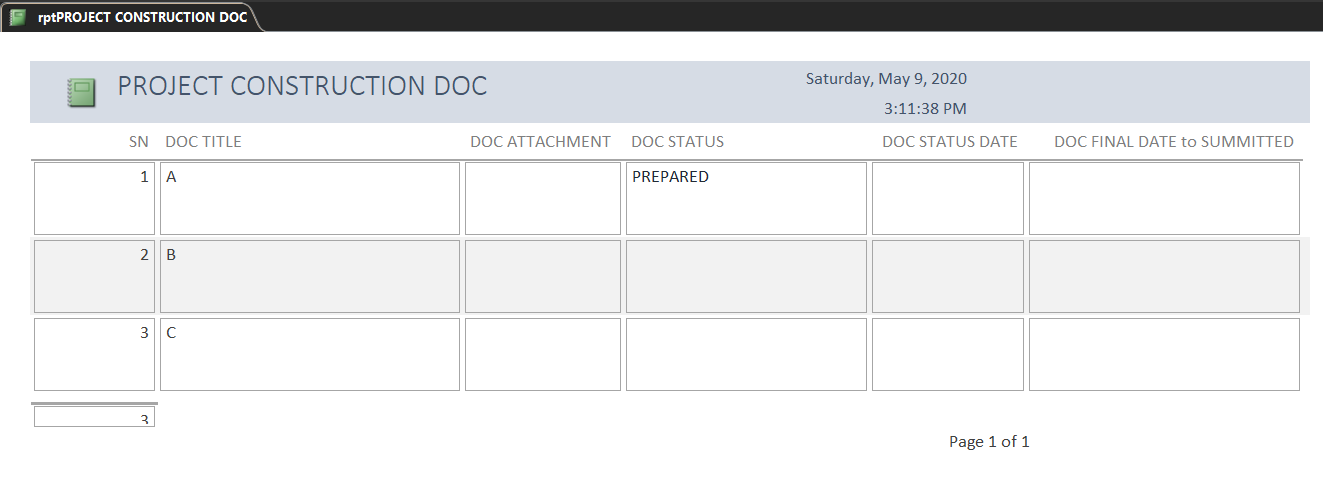 rptPROJECT CONSTRUCTION DOC
PROJECT CONSTRUCTION DOC
Saturday, May 9, 2020
3:11:38 PM
SN DOC TITLE DOC ATTACHMENT DOC STATUS DOC STATUS DATE DOC FINAL DATE to SUMMITTED
1 A PREPARED
2 B
3 C
3
Page 1 of 1